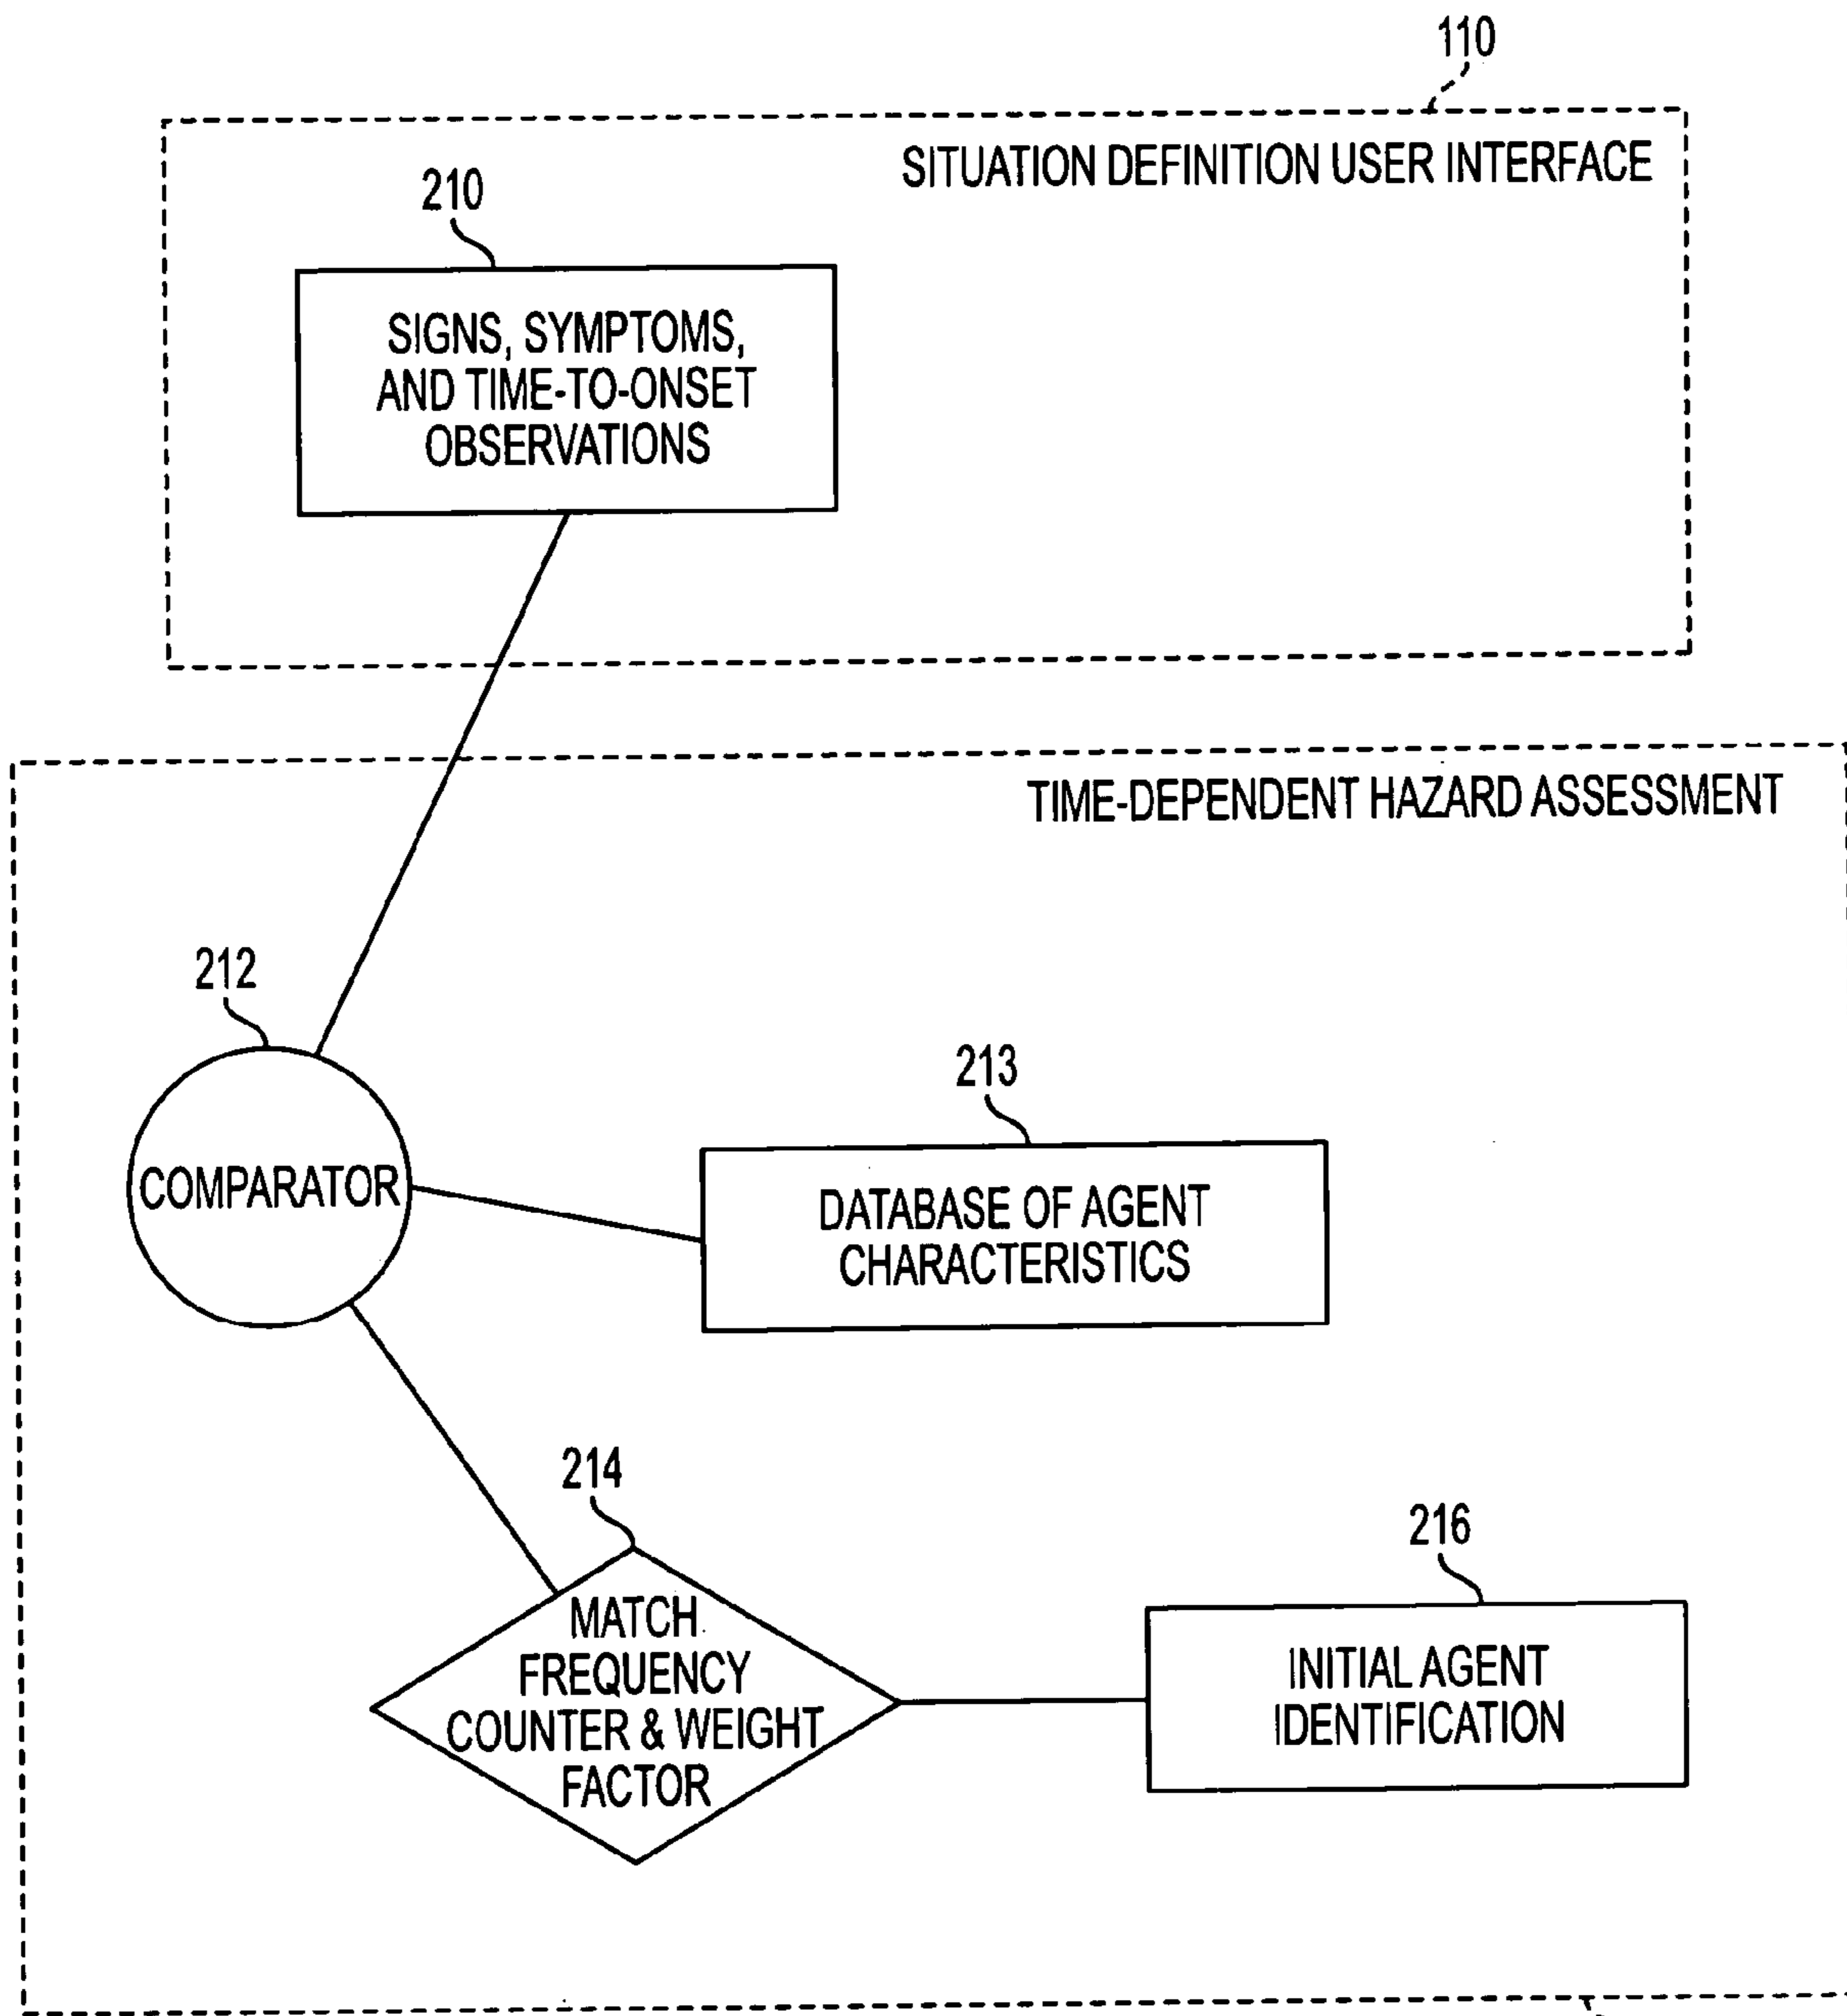 110
SITUATION DEFINITION USER INTERFACE
210
SIGNS, SYMPTOMS,
AND TIME-TO-ONSET
OBSERVATIONS
TIME-DEPENDENT HAZARD ASSESSMENT
212
COMPARATOR
213
DATABASE OF AGENT
CHARACTERISTICS
214
MATCH
FREQUENCY
COUNTER & WEIGHT
FACTOR
216
INITIAL AGENT
IDENTIFICATION